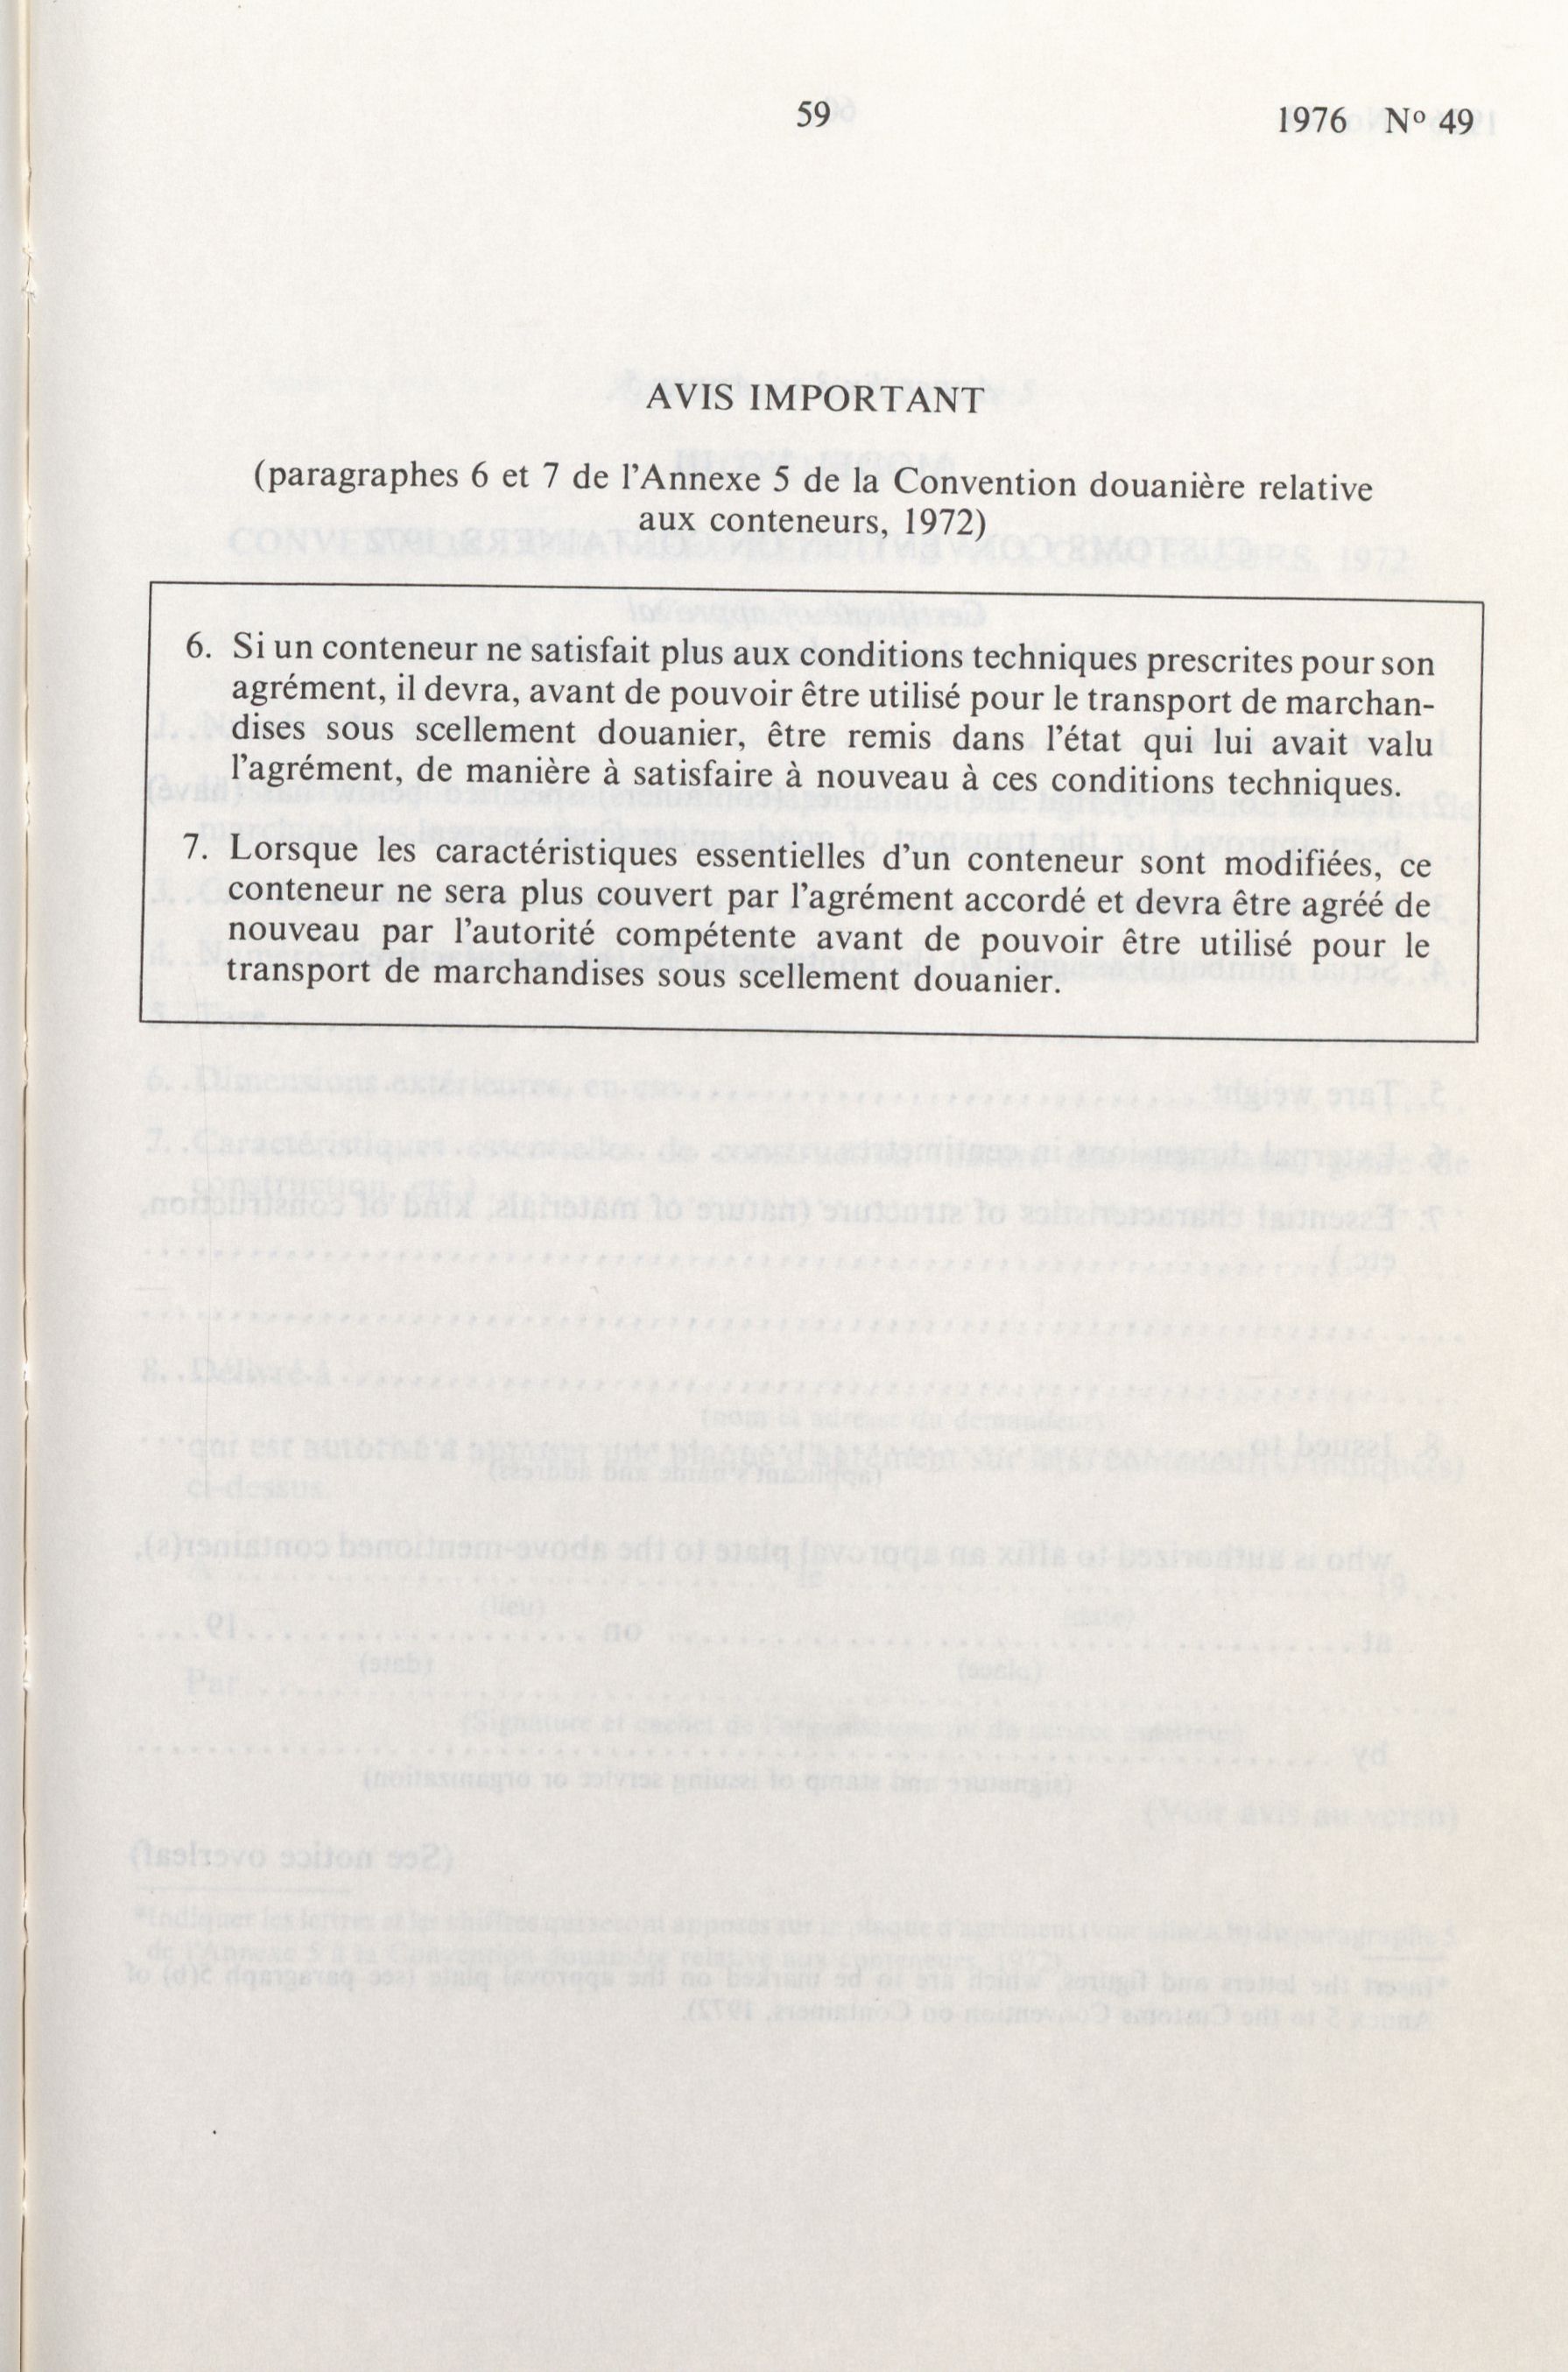 59
1976 Nº 49
AVIS IMPORTANT
(paragraphes 6 et 7 de l'Annexe 5 de la Convention douanière relative
aux conteneurs, 1972)
6. Si un conteneur ne satisfait plus aux conditions techniques prescrites pour son
agrément, il devra, avant de pouvoir être utilisé pour le transport de marchan-
dises sous scellement douanier, être remis dans l'état qui lui avait valu
l'agrément, de manière à satisfaire à nouveau à ces conditions techniques.
7. Lorsque les caractéristiques essentielles d'un conteneur sont modifiées, ce
conteneur ne sera plus couvert par l'agrément accordé et devra être agréé de
nouveau par l'autorité compétente avant de pouvoir être utilisé pour le
transport de marchandises sous scellement douanier.